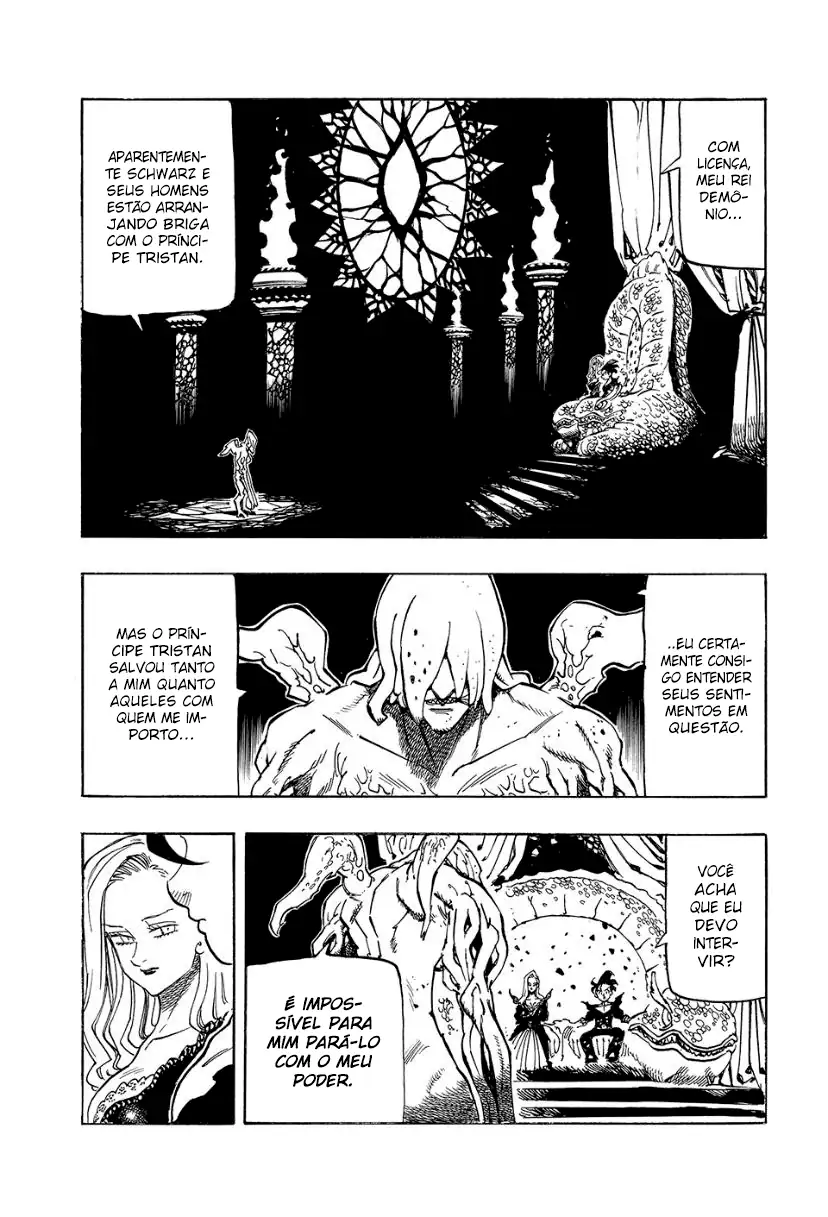 COM
LICENÇA,
MEU REI
DEMÔ-
NIO...
APARENTEMEN-
TE SCHWARZ E
SEUS HOMENS
ESTÃO ARRAN-
JANDO BRIGA
COM O PRÍNCI-
PE TRISTAN.
..EU CERTA-
MENTE CONSI-
GO ENTENDER
SEUS SENTI-
MENTOS EM
QUESTÃO.
MAS O PRÍN-
CIPE TRISTAN
SALVOU TANTO
A MIM QUANTO
AQUELES COM
QUEM ME IM-
PORTO...
VOCÊ
ACHA
QUE EU
DEVO
INTER-
VIR?
É IMPOS-
SÍVEL PARA
MIM PARÁ-LO
COM O MEU
PODER.